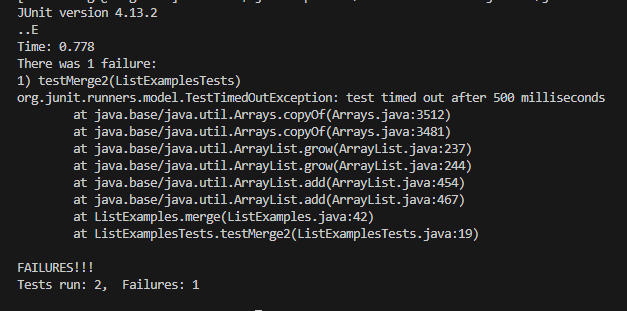 JUnit version 4.13.2
..E
Time: 0.778
There was 1 failure:
1) testMerge2(ListExamplesTests)
org.junit.runners.model.TestTimedOutException: test timed out after 500 milliseconds
        at java.base/java.util.Arrays.copyOf(Arrays.java:3512)
        at java.base/java.util.Arrays.copyOf(Arrays.java:3481)
        at java.base/java.util.ArrayList.grow(ArrayList.java:237)
        at java.base/java.util.ArrayList.grow(ArrayList.java:244)
        at java.base/java.util.ArrayList.add(ArrayList.java:454)
        at java.base/java.util.ArrayList.add(ArrayList.java:467)
        at ListExamples.merge(ListExamples.java:42)
        at ListExamplesTests.testMerge2(ListExamplesTests.java:19)

FAILURES!!!
Tests run: 2,  Failures: 1